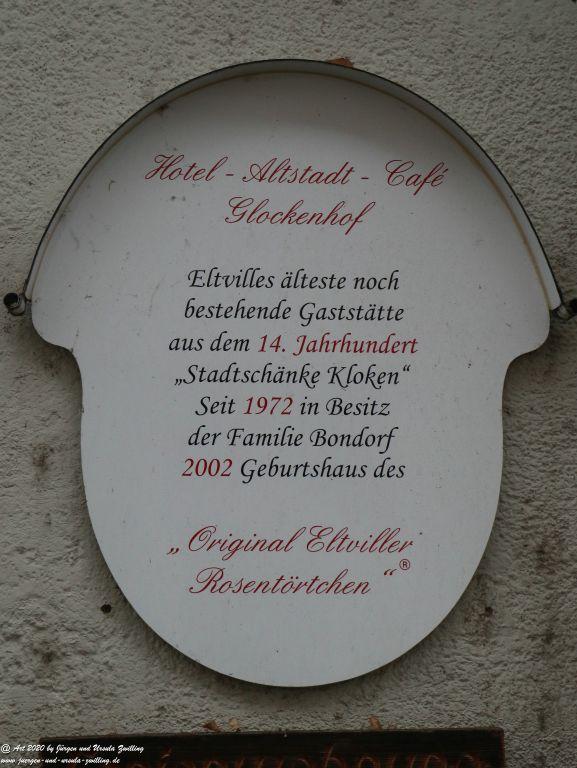 Hotel - Altstadt - Café
Glockenhof
Eltvilles älteste noch
bestehende Gaststätte
aus dem 14. Jahrhundert
„Stadtschänke Kloken“
Seit 1972 in Besitz
der Familie Bondorf
2002 Geburtshaus des
„Original Eltviller
Rosentörtchen“®
@ Art 2020 by Jürgen und Ursula Zwilling
www.juergen-und-ursula-zwilling.de